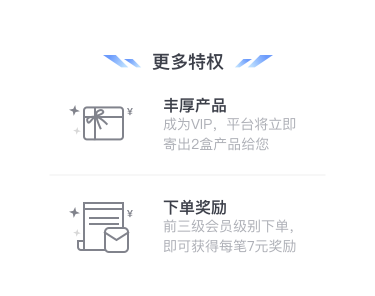 更多特权
¥
丰厚产品
成为VIP，平台将立即
寄出2盒产品给您
¥
下单奖励
前三级会员级别下单，
即可获得每笔7元奖励